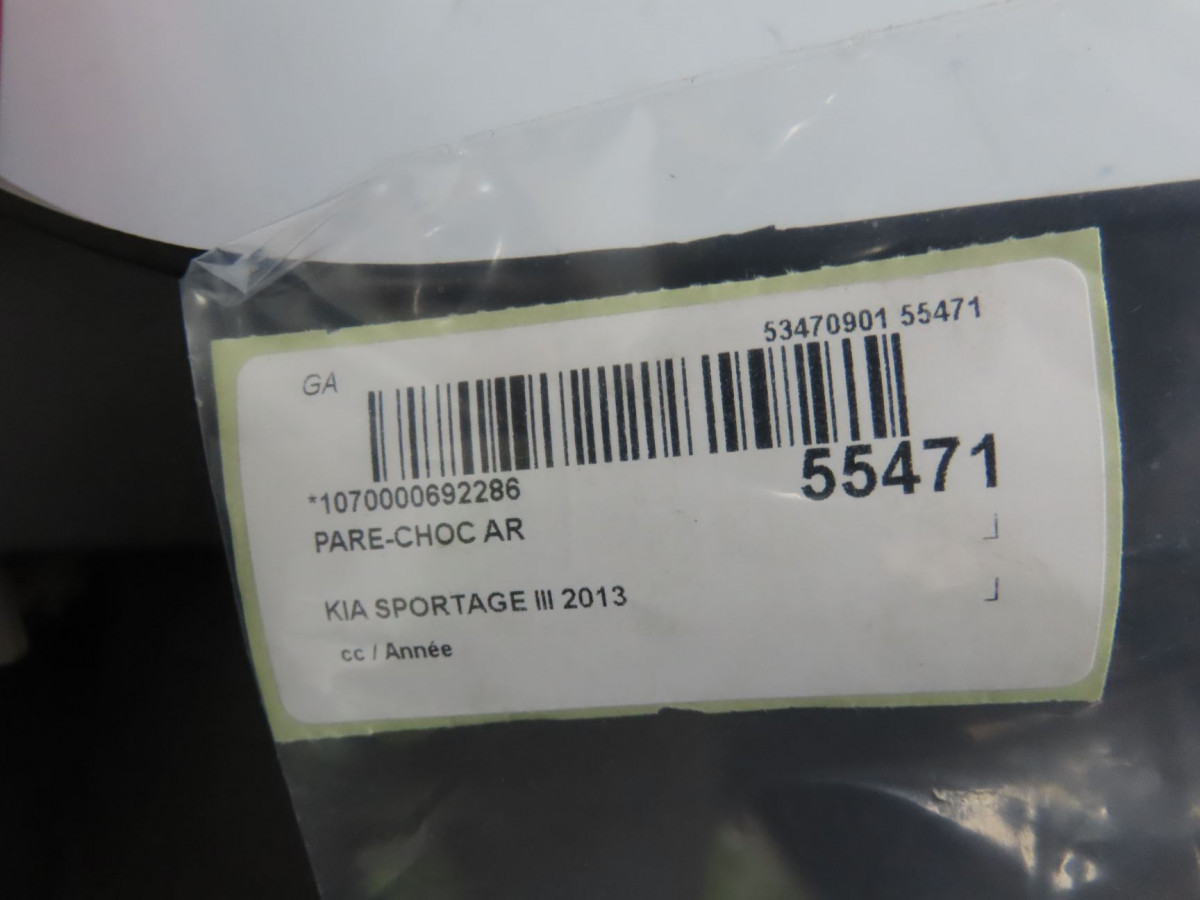 53470901 55471
GA
55471
*1070000692286
PARE-CHOC AR
KIA SPORTAGE III 2013
cc / Année